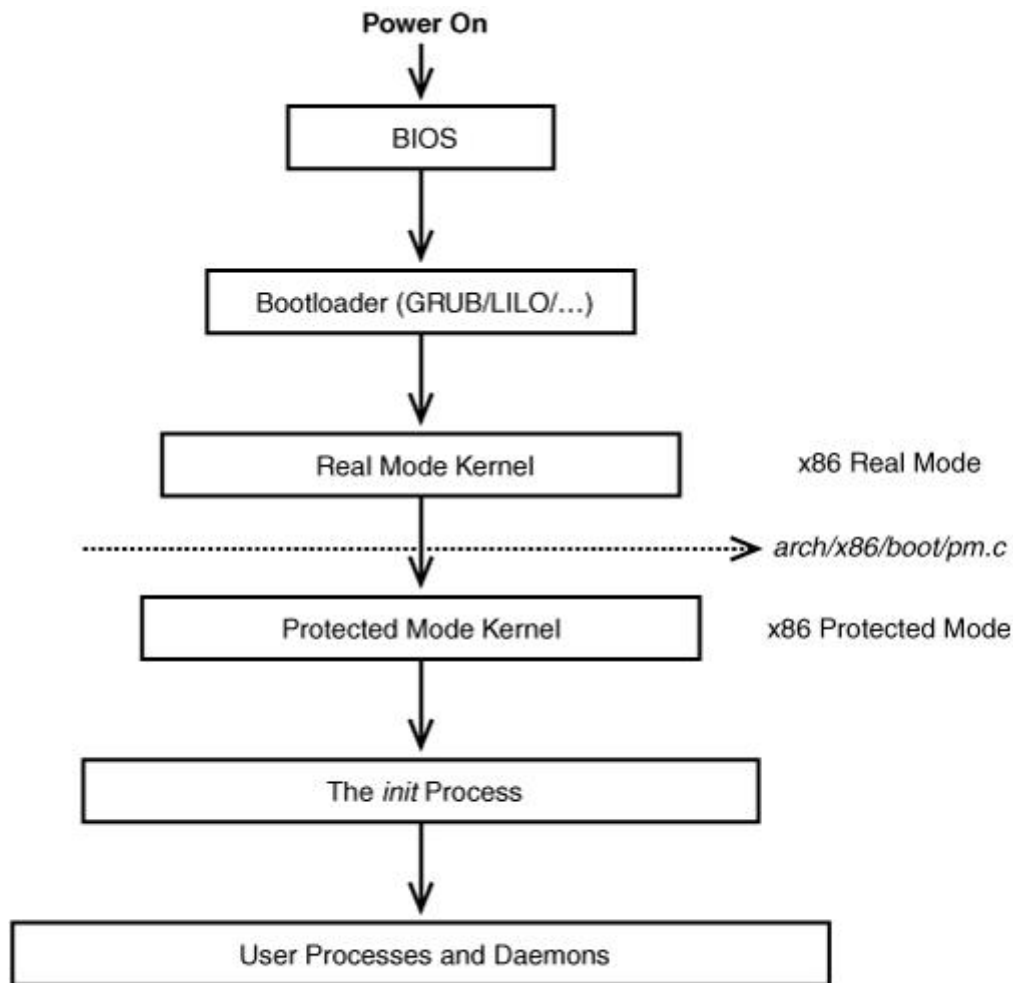 Power On
BIOS
Bootloader (GRUB/LILO/…)
Real Mode Kernel
x86 Real Mode
arch/x86/boot/pm.c
Protected Mode Kernel
x86 Protected Mode
The init Process
User Processes and Daemons